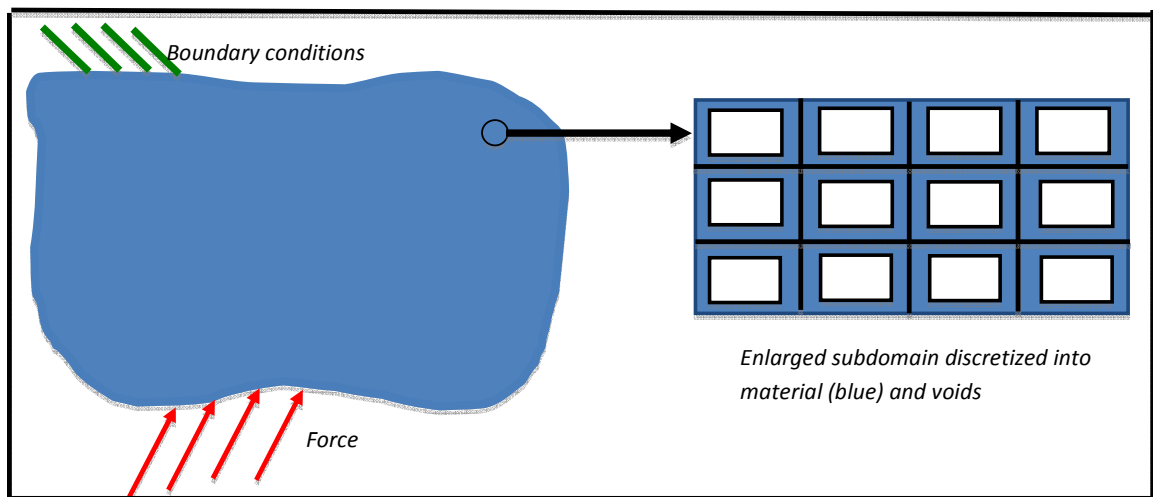 Boundary conditions
Enlarged subdomain discretized into
material (blue) and voids
Force